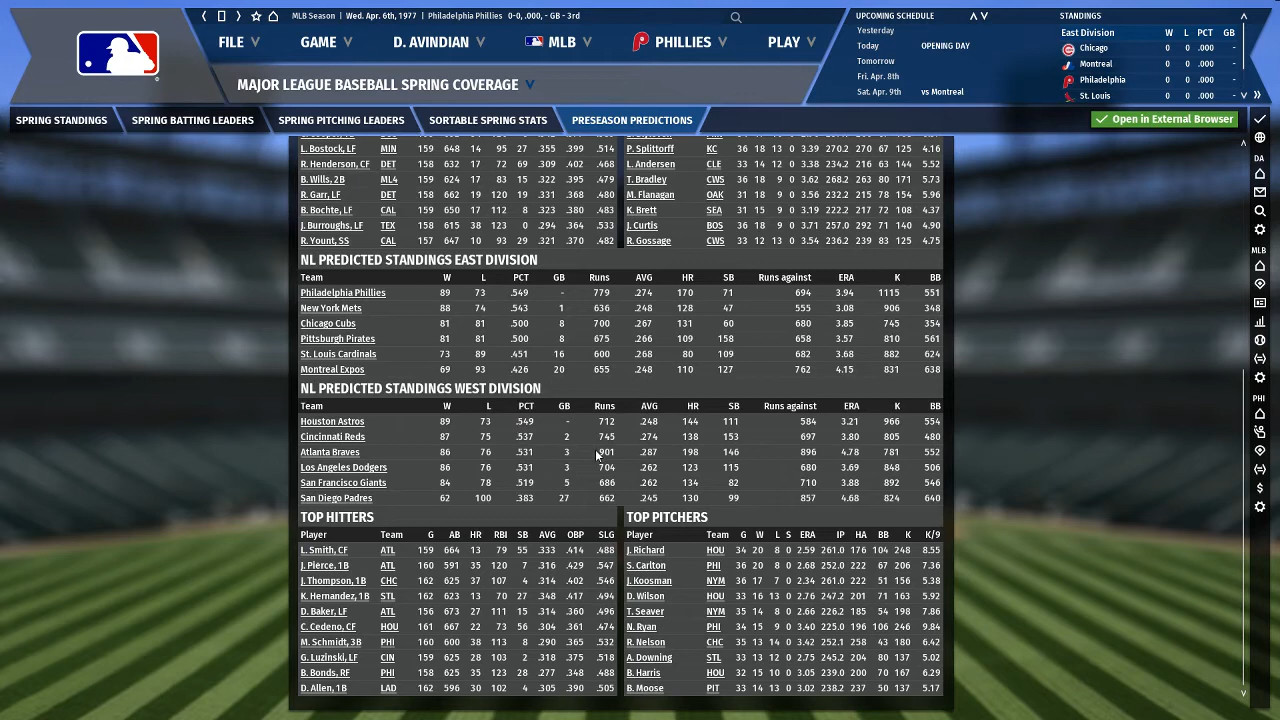 MLB Season | Wed. Apr. 6th, 1977 | Philadelphia Phillies 0-0, .000, - GB - 3rd
FILE GAME D. AVINDIAN MLB PHILLIES PLAY
MAJOR LEAGUE BASEBALL SPRING COVERAGE
UPCOMING SCHEDULE
Yesterday
Today OPENING DAY
Tomorrow
Fri. Apr. 8th
Sat. Apr. 9th vs Montreal
STANDINGS
East Division W L PCT GB
Chicago 0 0 .000 -
Montreal 0 0 .000 -
Philadelphia 0 0 .000 -
St. Louis 0 0 .000 -
SPRING STANDINGS SPRING BATTING LEADERS SPRING PITCHING LEADERS SORTABLE SPRING STATS PRESEASON PREDICTIONS
Open in External Browser
L. Bostock, LF MIN 159 648 14 95 27 .355 .399 .514
R. Henderson, CF DET 158 632 17 72 69 .309 .402 .468
B. Wills, 2B ML4 159 624 17 83 15 .322 .395 .479
R. Garr, LF DET 158 662 19 120 19 .331 .368 .480
B. Bochte, LF CAL 159 650 17 112 8 .323 .380 .483
J. Burroughs, LF TEX 158 615 38 123 0 .294 .364 .533
R. Yount, SS CAL 157 647 10 93 29 .321 .370 .482
P. Splittorff KC 36 18 13 0 3.39 270.2 270 67 125 4.16
L. Andersen CLE 33 14 12 0 3.38 234.2 216 63 144 5.52
T. Bradley CWS 36 18 9 0 3.62 268.2 263 80 171 5.73
M. Flanagan OAK 31 18 9 0 3.56 232.2 215 78 154 5.96
K. Brett SEA 31 15 9 0 3.19 222.2 217 72 108 4.37
J. Curtis BOS 36 18 9 0 3.71 257.0 292 71 140 4.90
R. Gossage CWS 33 12 13 0 3.54 236.2 239 83 125 4.75
NL PREDICTED STANDINGS EAST DIVISION
Team W L PCT GB Runs AVG HR SB Runs against ERA K BB
Philadelphia Phillies 89 73 .549 - 779 .274 170 71 694 3.94 1115 551
New York Mets 88 74 .543 1 636 .248 128 47 555 3.08 906 348
Chicago Cubs 81 81 .500 8 700 .267 131 60 680 3.85 745 354
Pittsburgh Pirates 81 81 .500 8 675 .266 109 158 658 3.57 810 561
St. Louis Cardinals 73 89 .451 16 600 .268 80 109 682 3.68 882 624
Montreal Expos 69 93 .426 20 655 .248 110 127 762 4.15 831 638
NL PREDICTED STANDINGS WEST DIVISION
Team W L PCT GB Runs AVG HR SB Runs against ERA K BB
Houston Astros 89 73 .549 - 712 .248 144 111 584 3.21 966 554
Cincinnati Reds 87 75 .537 2 745 .274 138 153 697 3.80 805 480
Atlanta Braves 86 76 .531 3 901 .287 198 146 896 4.78 781 552
Los Angeles Dodgers 86 76 .531 3 704 .262 123 115 680 3.69 848 506
San Francisco Giants 84 78 .519 5 686 .262 134 82 710 3.88 892 546
San Diego Padres 62 100 .383 27 662 .245 130 99 857 4.68 824 640
TOP HITTERS
Player Team G AB HR RBI SB AVG OBP SLG
L. Smith, CF ATL 159 664 13 79 55 .333 .414 .488
J. Pierce, 1B ATL 160 591 35 120 7 .316 .429 .547
J. Thompson, 1B CHC 162 625 37 107 4 .314 .402 .546
K. Hernandez, 1B STL 162 623 13 70 27 .348 .417 .494
D. Baker, LF ATL 156 673 27 111 15 .314 .360 .496
C. Cedeno, CF HOU 161 667 22 73 56 .304 .361 .474
M. Schmidt, 3B PHI 160 600 38 113 8 .290 .365 .532
G. Luzinski, LF CIN 159 625 28 103 2 .318 .375 .518
B. Bonds, RF PHI 158 625 35 123 28 .277 .348 .488
D. Allen, 1B LAD 162 596 30 102 4 .305 .390 .505
TOP PITCHERS
Player Team G W L S ERA IP HA BB K K/9
J. Richard HOU 34 20 8 0 2.59 261.0 176 104 248 8.55
S. Carlton PHI 36 20 8 0 2.68 252.0 222 67 206 7.36
J. Koosman NYM 36 17 7 0 2.34 261.0 222 51 156 5.38
D. Wilson HOU 33 16 13 0 2.76 247.2 201 71 163 5.92
T. Seaver NYM 35 14 8 0 2.66 226.2 185 54 198 7.86
N. Ryan PHI 34 15 9 0 3.40 225.0 196 106 246 9.84
R. Nelson CHC 35 13 14 0 3.42 252.1 258 43 180 6.42
A. Downing STL 33 13 12 0 2.75 245.2 204 80 137 5.02
B. Harris HOU 32 15 10 0 3.05 239.0 200 70 167 6.29
B. Moose PIT 33 14 13 0 3.02 238.2 237 50 137 5.17
DA
MLB
PHI